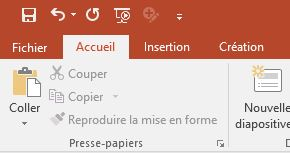 Fichier Accueil Insertion Création
Couper
Coller Copier Nouvelle
Reproduire la mise en forme diapositive
Presse-papiers